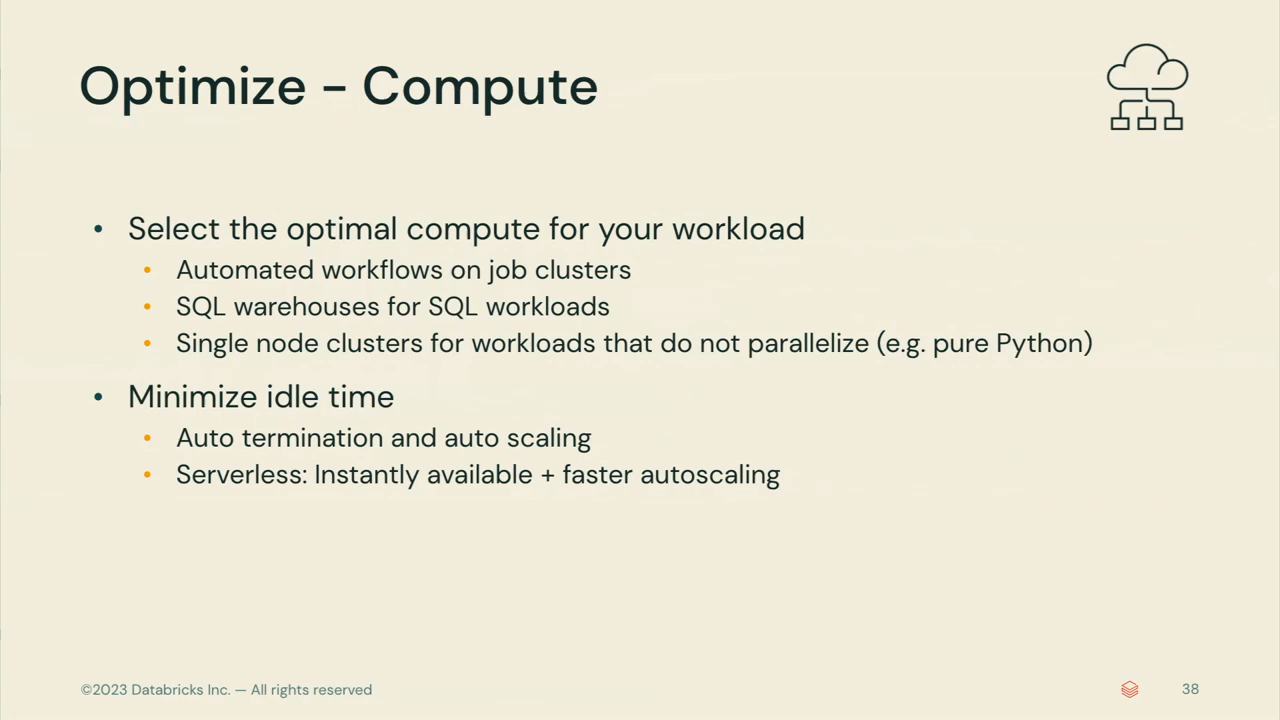 Optimize – Compute
• Select the optimal compute for your workload
• Automated workflows on job clusters
• SQL warehouses for SQL workloads
• Single node clusters for workloads that do not parallelize (e.g. pure Python)
• Minimize idle time
• Auto termination and auto scaling
• Serverless: Instantly available + faster autoscaling
©2023 Databricks Inc. — All rights reserved
38